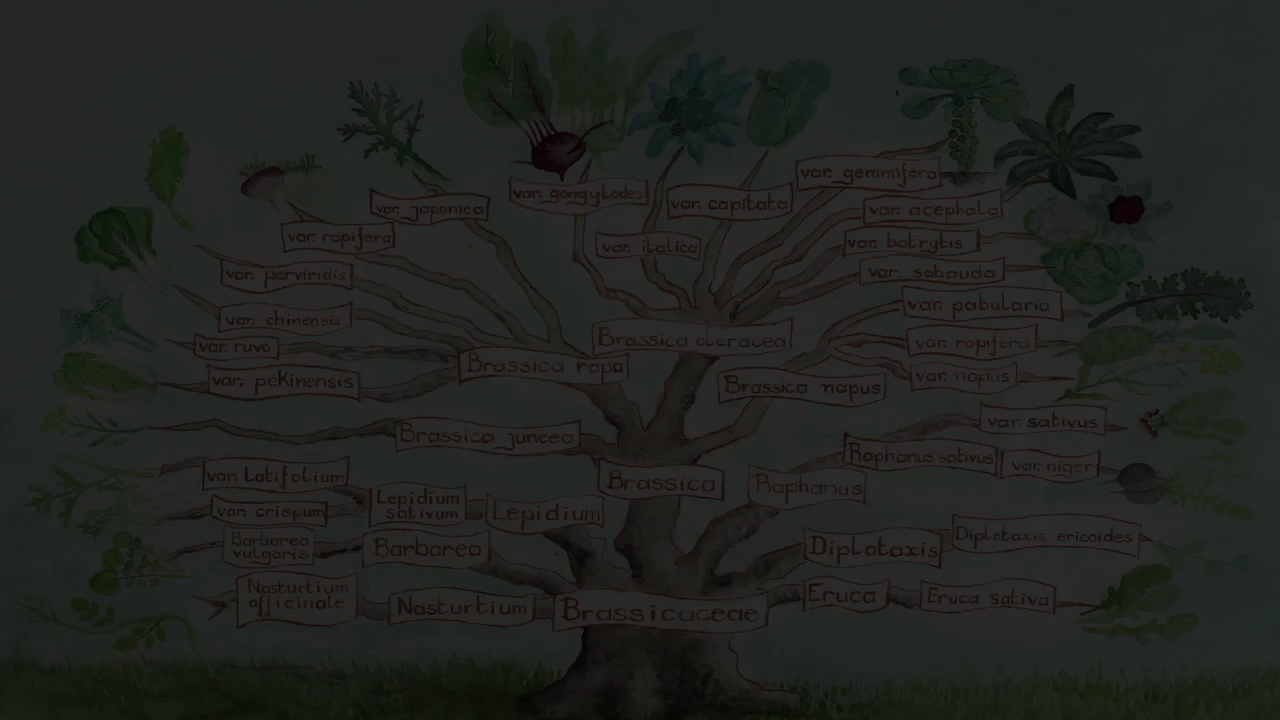 var. gemmifera
var. gongylodes
var. capitata
var. japonica
var. acephala
var. rapifera
var. italica
var. botrytis
var. perviridis
var. sabauda
var. pabularia
var. chinensis
Brassica oleracea
var. rapifera
var. ruvo
Brassica rapa
var. napus
var. pekinensis
Brassica napus
var. sativus
Brassica juncea
Raphanus sativus
var. niger
var. latifolium
Brassica
Raphanus
Lepidium
sativum
var. crispum
Lepidium
Diplotaxis ericoides
Barbarea
vulgaris
Barbarea
Diplotaxis
Nasturtium
officinale
Nasturtium
Brassicaceae
Eruca
Eruca sativa